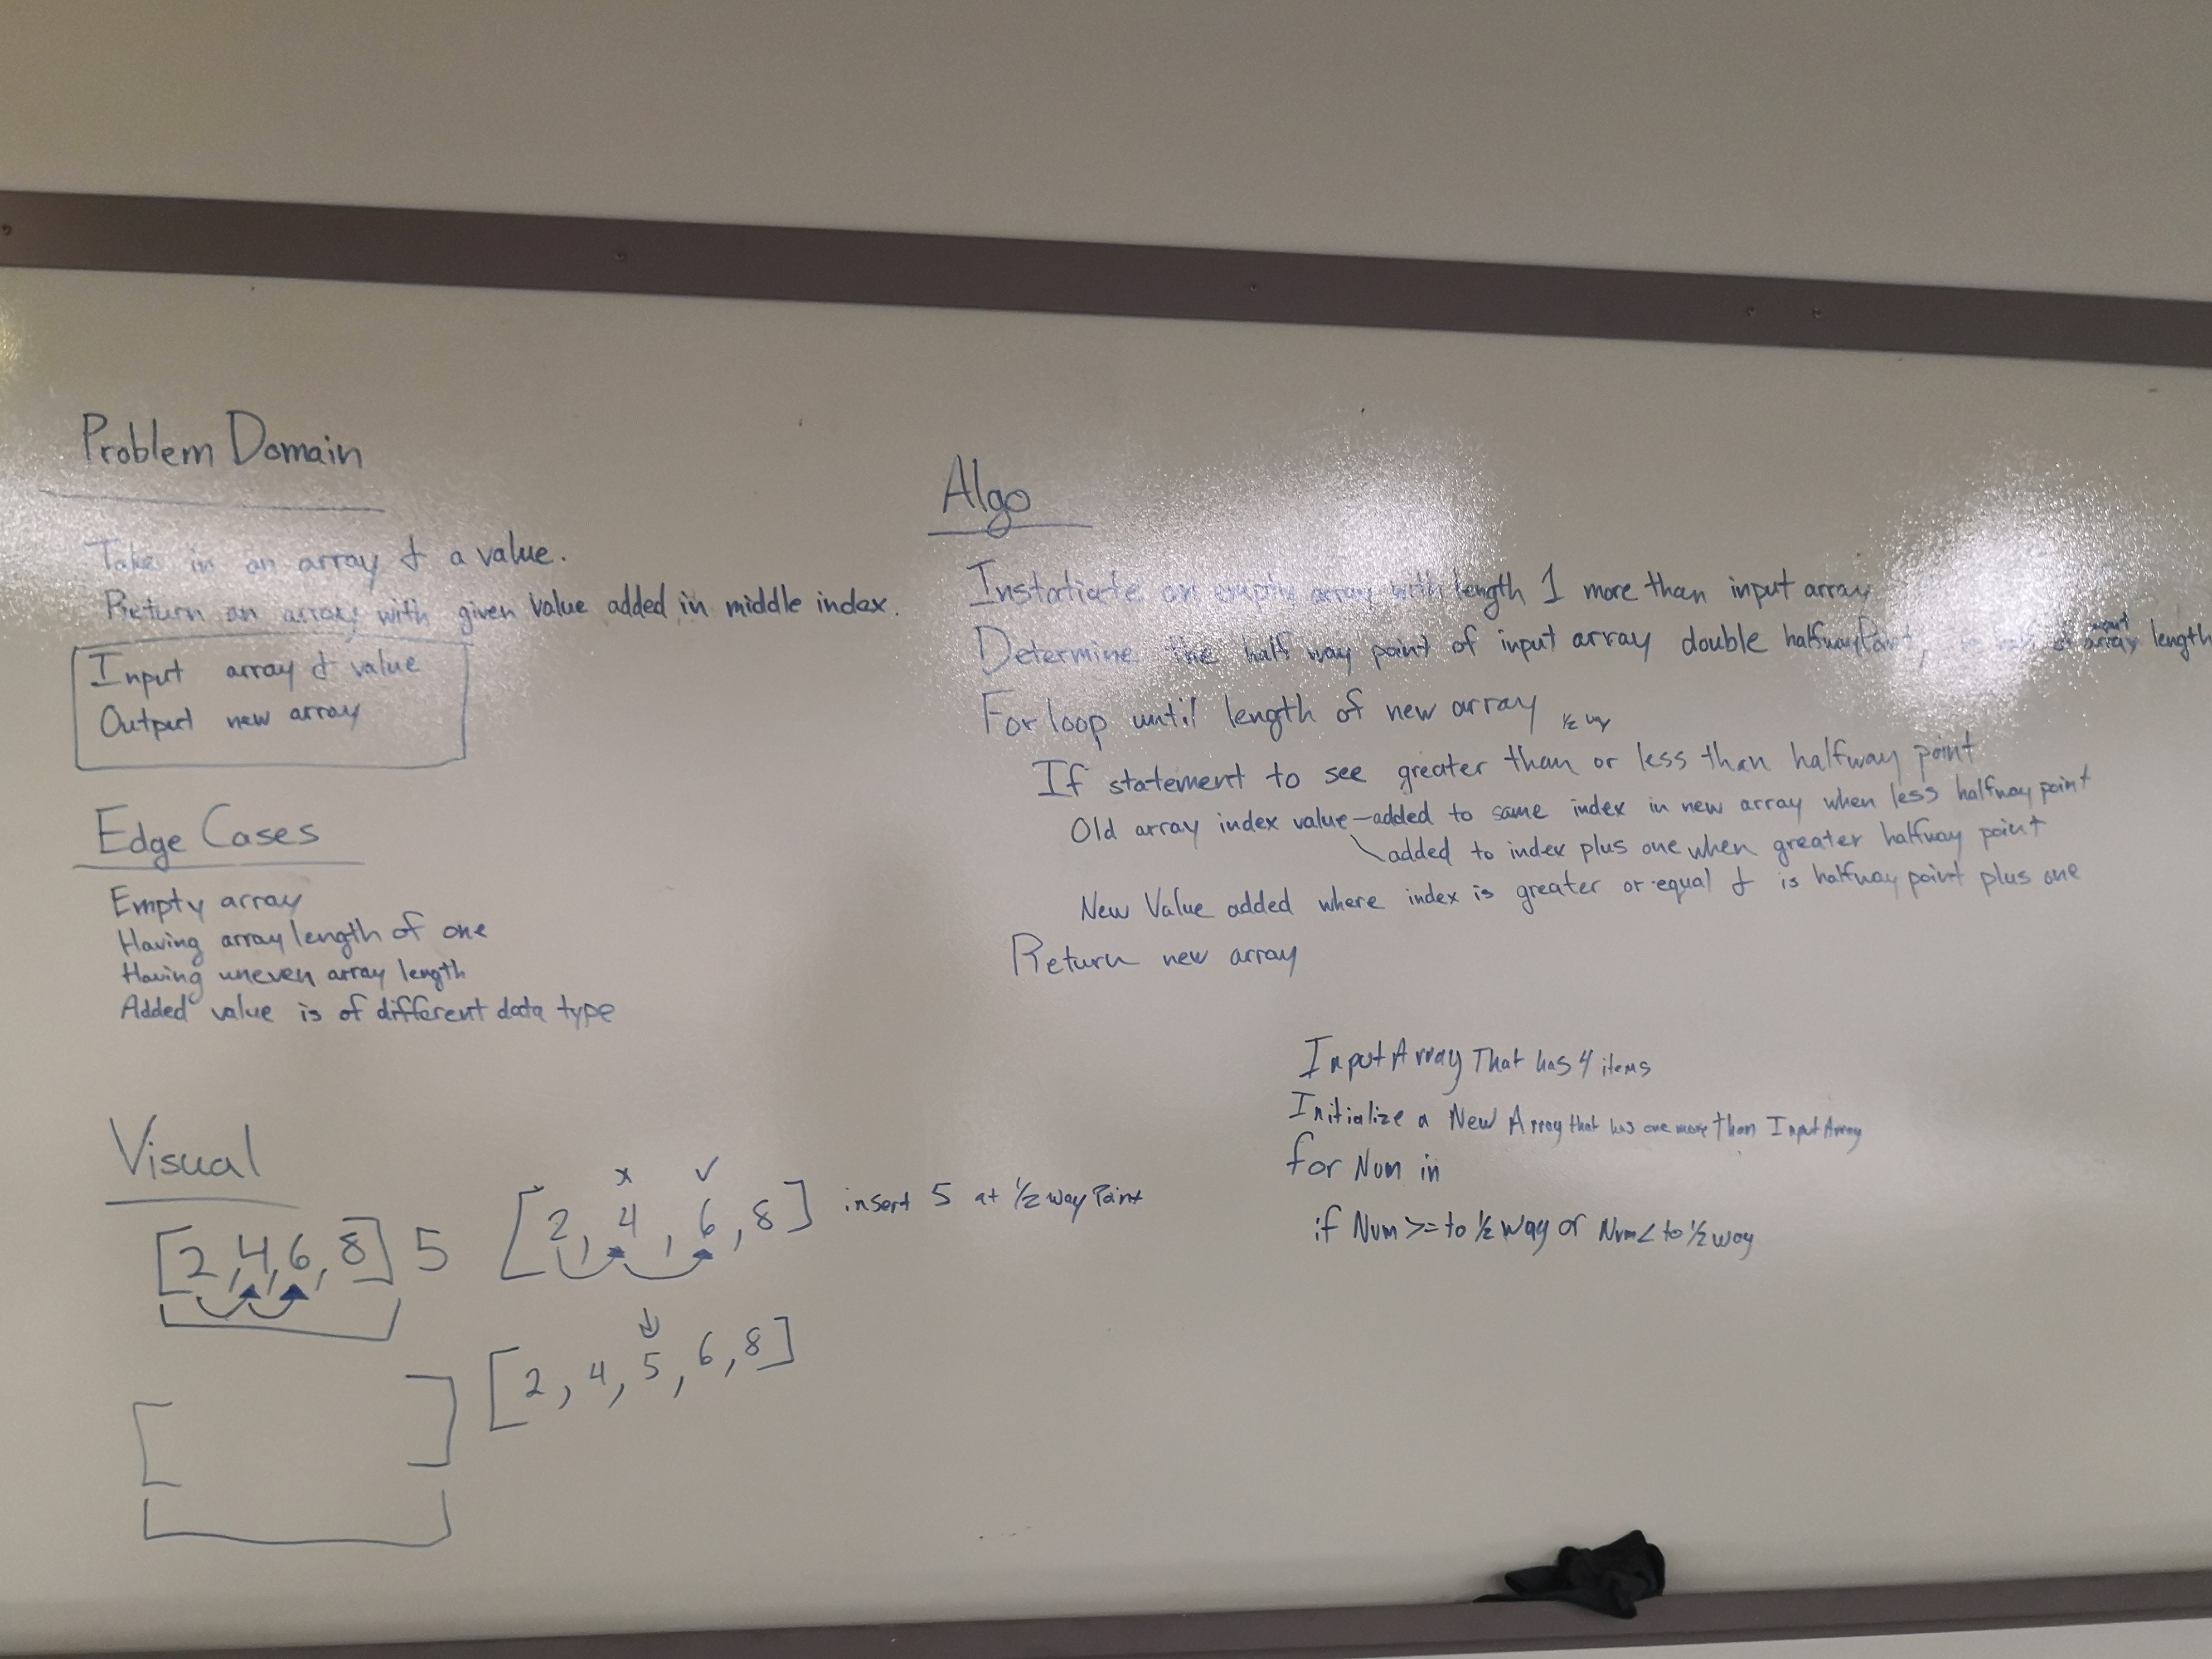 Problem Domain
Take in an array & a value.
Return an array with given value added in middle index.
Input array & value
Output new array
Edge Cases
Empty array
Having array length of one
Having uneven array length
Added value is of different data type
Visual
[2,4,6,8] 5
x ✓
[2, 4, 6, 8] insert 5 at 1/2 way Point
[ ]
[2, 4, 5, 6, 8]
Algo
Instatiate an empty array with length 1 more than input array
Determine the half way point of input array double halfwayPoint, input array length
For loop until length of new array 1/2 way
If statement to see greater than or less than halfway point
Old array index value – added to same index in new array when less halfway point
added to index plus one when greater halfway point
New Value added where index is greater or equal & is halfway point plus one
Return new array
Input Array That has 4 items
Initialize a New Array that has one more than Input Array
for Num in
if Num >= to 1/2 way or Num < to 1/2 way